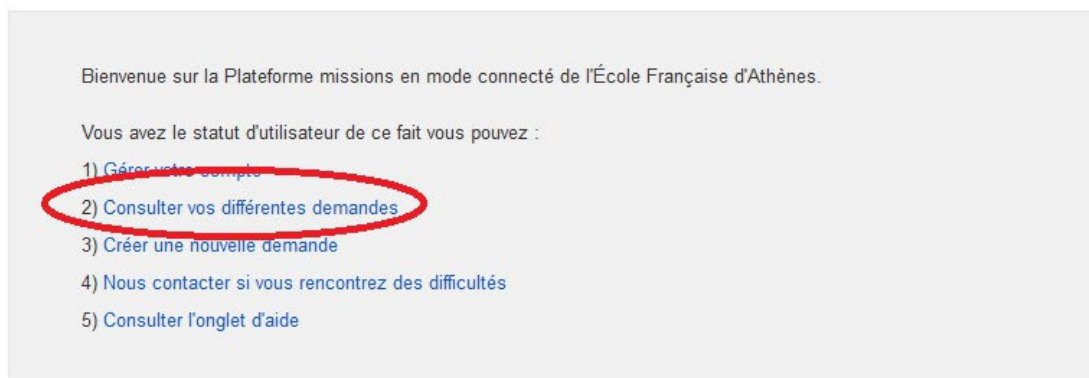 Bienvenue sur la Plateforme missions en mode connecté de l'École Française d'Athènes.
Vous avez le statut d'utilisateur de ce fait vous pouvez :
1) Gérer votre compte
2) Consulter vos différentes demandes
3) Créer une nouvelle demande
4) Nous contacter si vous rencontrez des difficultés
5) Consulter l'onglet d'aide